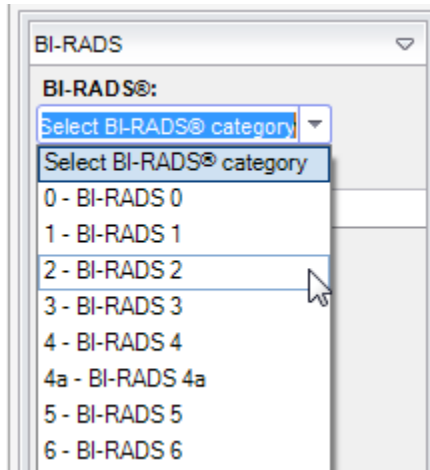 BI-RADS
BI-RADS®:
Select BI-RADS® category
Select BI-RADS® category
0 - BI-RADS 0
1 - BI-RADS 1
2 - BI-RADS 2
3 - BI-RADS 3
4 - BI-RADS 4
4a - BI-RADS 4a
5 - BI-RADS 5
6 - BI-RADS 6